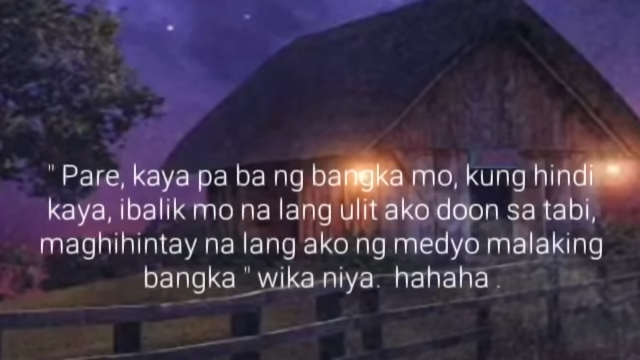 " Pare, kaya pa ba ng bangka mo, kung hindi
kaya, ibalik mo na lang ulit ako doon sa tabi,
maghihintay na lang ako ng medyo malaking
bangka " wika niya.  hahaha .